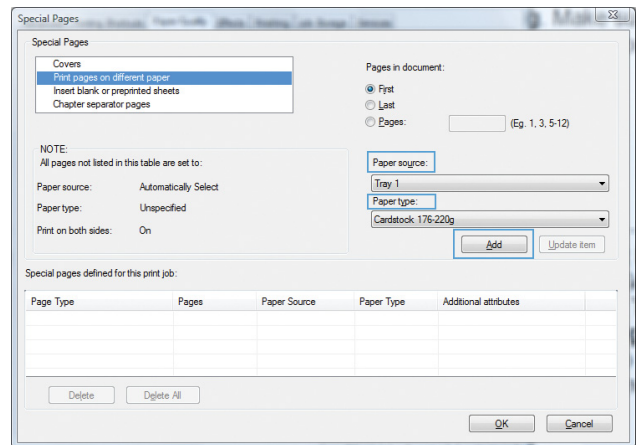 Special Pages
Special Pages
Covers
Print pages on different paper
Insert blank or preprinted sheets
Chapter separator pages
Pages in document:
First
Last
Pages: (Eg. 1, 3, 5-12)
NOTE:
All pages not listed in this table are set to:
Paper source: Automatically Select
Paper type: Unspecified
Print on both sides: On
Paper source:
Tray 1
Paper type:
Cardstock 176-220g
Add Update item
Special pages defined for this print job:
Page Type Pages Paper Source Paper Type Additional attributes
Delete Delete All
OK Cancel